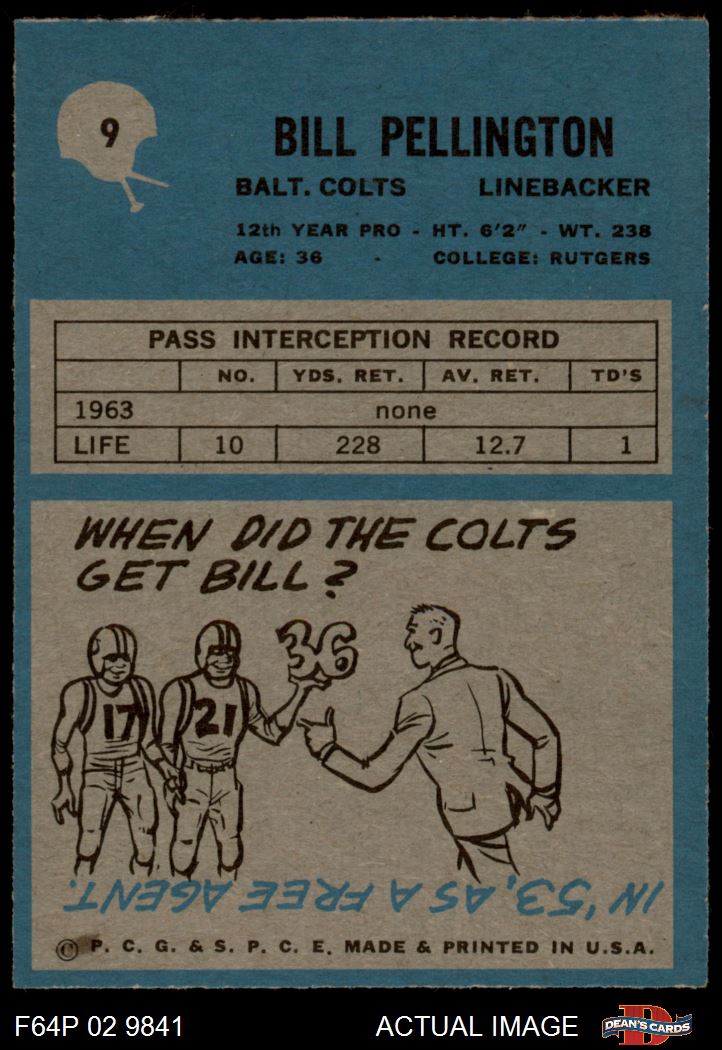 9
BILL PELLINGTON
BALT. COLTS LINEBACKER
12th YEAR PRO - HT. 6'2" - WT. 238
AGE: 36 - COLLEGE: RUTGERS
PASS INTERCEPTION RECORD
NO. YDS. RET. AV. RET. TD'S
1963 none
LIFE 10 228 12.7 1
WHEN DID THE COLTS
GET BILL?
36
17 21
IN '53, AS A FREE AGENT.
© P. C. G. & S. P. C. E. MADE & PRINTED IN U.S.A.
F64P 02 9841 ACTUAL IMAGE D DEAN'S CARDS